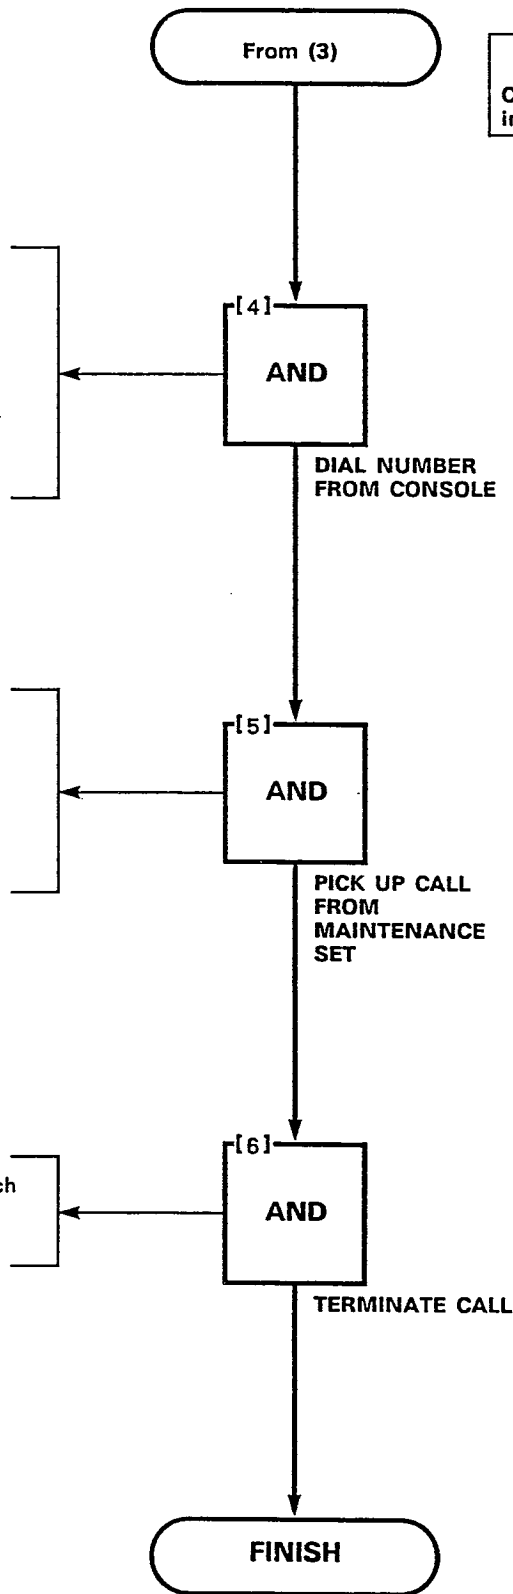 From (3)
[4]
AND
DIAL NUMBER
FROM CONSOLE
[5]
AND
PICK UP CALL
FROM
MAINTENANCE
SET
[6]
AND
TERMINATE CALL
FINISH